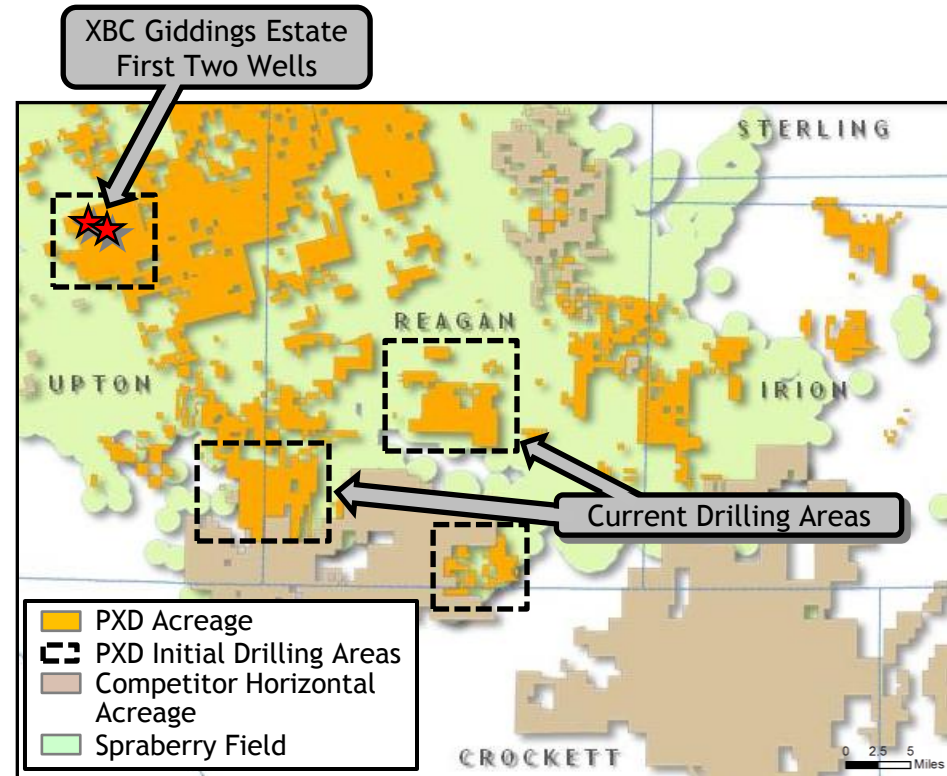 XBC Giddings Estate
First Two Wells
STERLING
REAGAN
UPTON
IRION
Current Drilling Areas
PXD Acreage
PXD Initial Drilling Areas
Competitor Horizontal
Acreage
Spraberry Field
CROCKETT
0 2.5 5
Miles